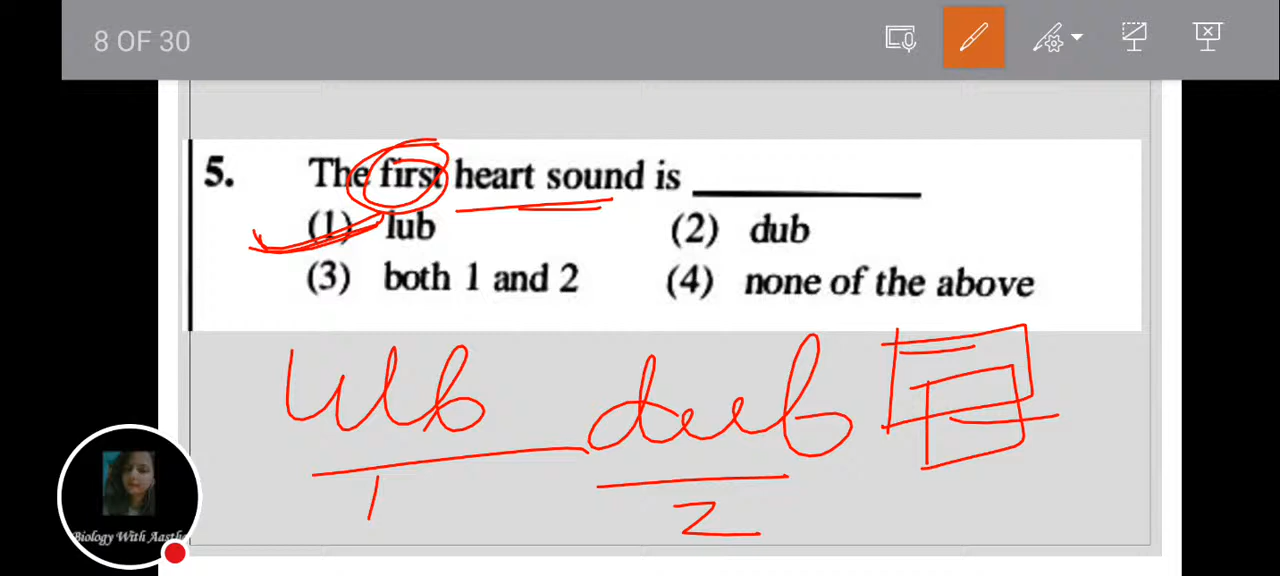 8 OF 30
5. The first heart sound is ____________
(1) lub (2) dub
(3) both 1 and 2 (4) none of the above
lub dub
1 2
Biology With Aastha